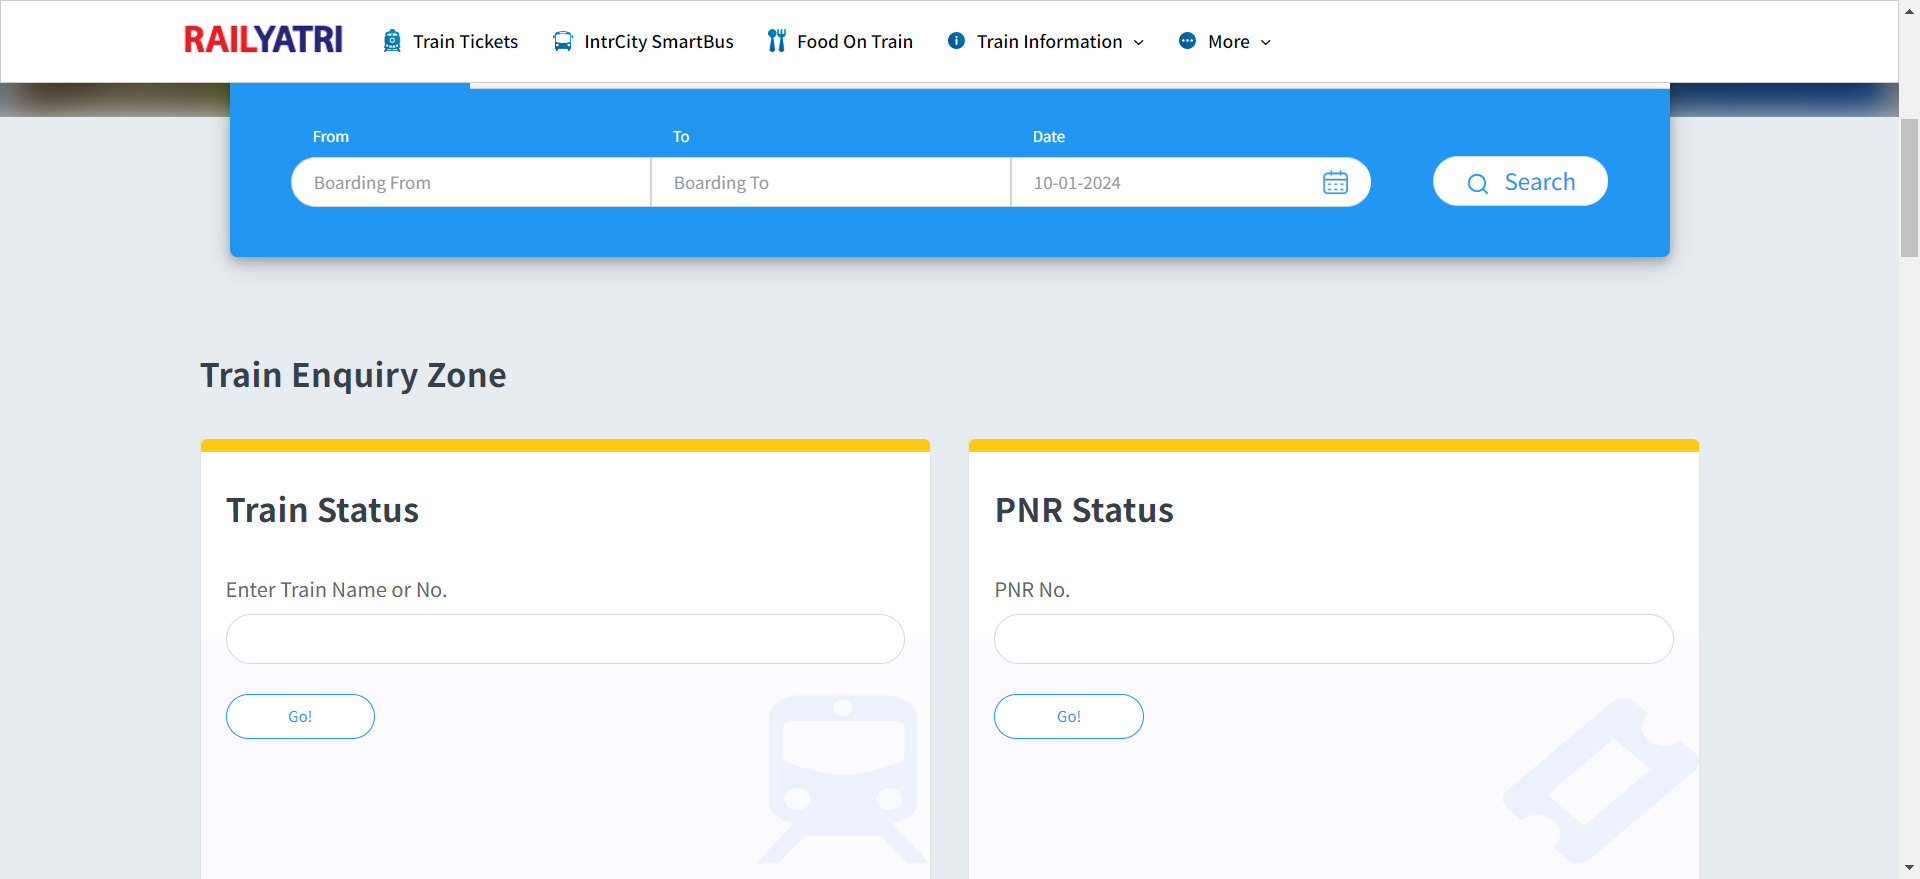 RAILYATRI Train Tickets IntrCity SmartBus Food On Train Train Information More
From To Date
Boarding From Boarding To 10-01-2024 Search
Train Enquiry Zone
Train Status
Enter Train Name or No.
Go!
PNR Status
PNR No.
Go!